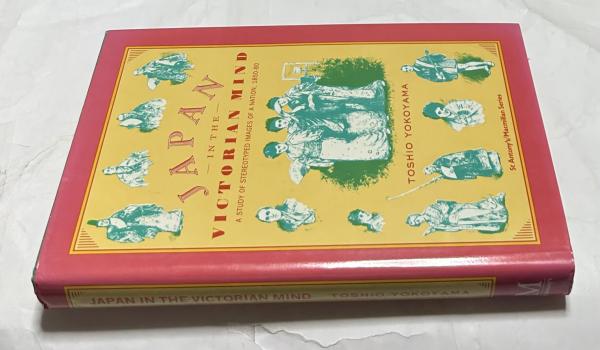 JAPAN
IN THE
VICTORIAN MIND
A STUDY OF STEREOTYPED IMAGES OF A NATION, 1850-80
TOSHIO YOKOYAMA
St Antony's/Macmillan Series
JAPAN IN THE VICTORIAN MIND TOSHIO YOKOYAMA M